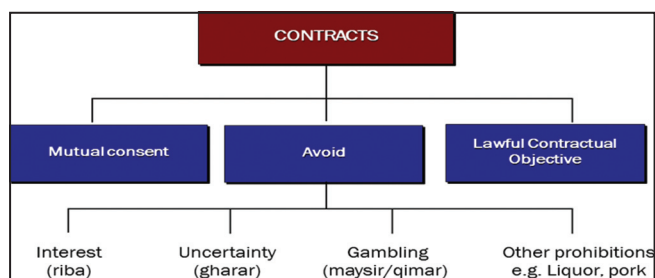 CONTRACTS
Mutual consent
Avoid
Lawful Contractual
Objective
Interest
(riba)
Uncertainty
(gharar)
Gambling
(maysir/qimar)
Other prohibitions
e.g. Liquor, pork